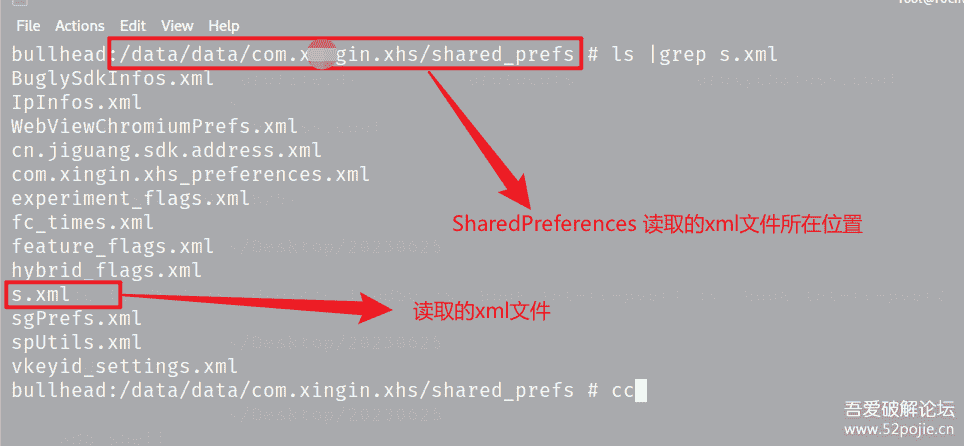 File Actions Edit View Help
bullhead:/data/data/com.x gin.xhs/shared_prefs # ls |grep s.xml
BuglySdkInfos.xml
IpInfos.xml
WebViewChromiumPrefs.xml
cn.jiguang.sdk.address.xml
com.xingin.xhs_preferences.xml
experiment_flags.xml
fc_times.xml
feature_flags.xml
hybrid_flags.xml
s.xml
sgPrefs.xml
spUtils.xml
vkeyid_settings.xml
bullhead:/data/data/com.xingin.xhs/shared_prefs # cc
SharedPreferences 读取的xml文件所在位置
读取的xml文件
吾爱破解论坛
www.52pojie.cn